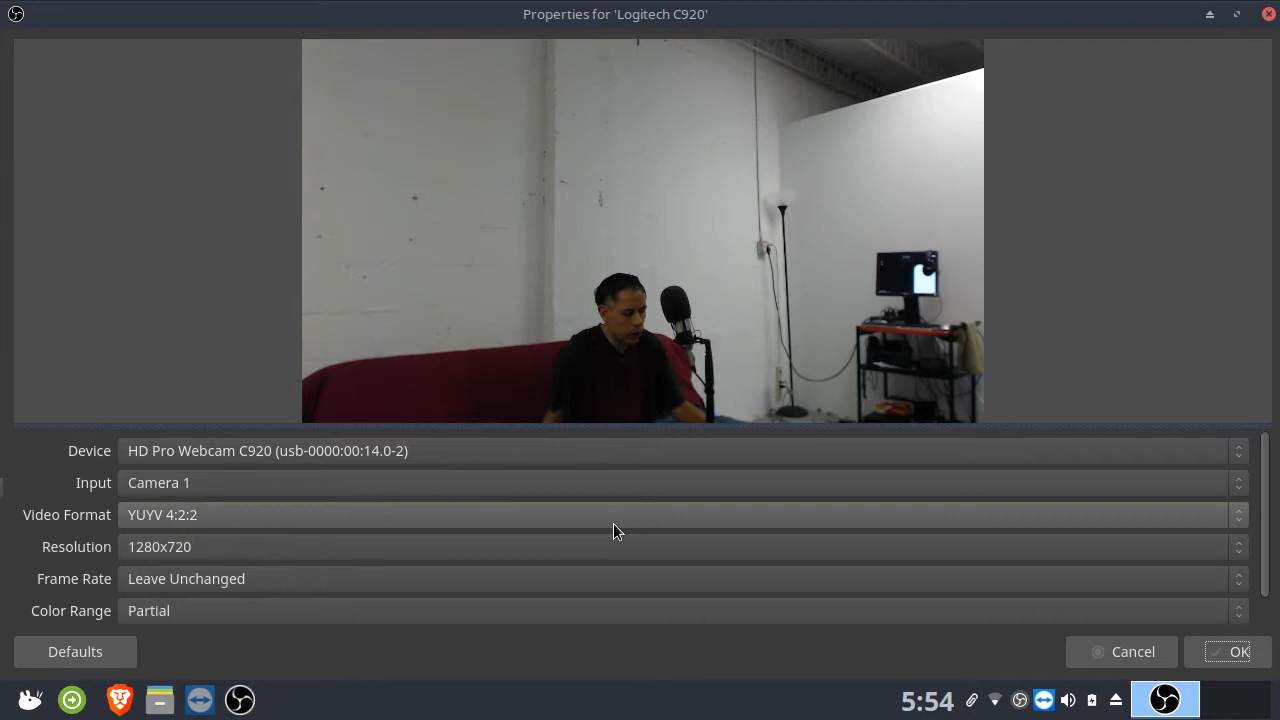 Properties for 'Logitech C920'
Device HD Pro Webcam C920 (usb-0000:00:14.0-2)
Input Camera 1
Video Format YUYV 4:2:2
Resolution 1280x720
Frame Rate Leave Unchanged
Color Range Partial
Defaults Cancel OK
5:54